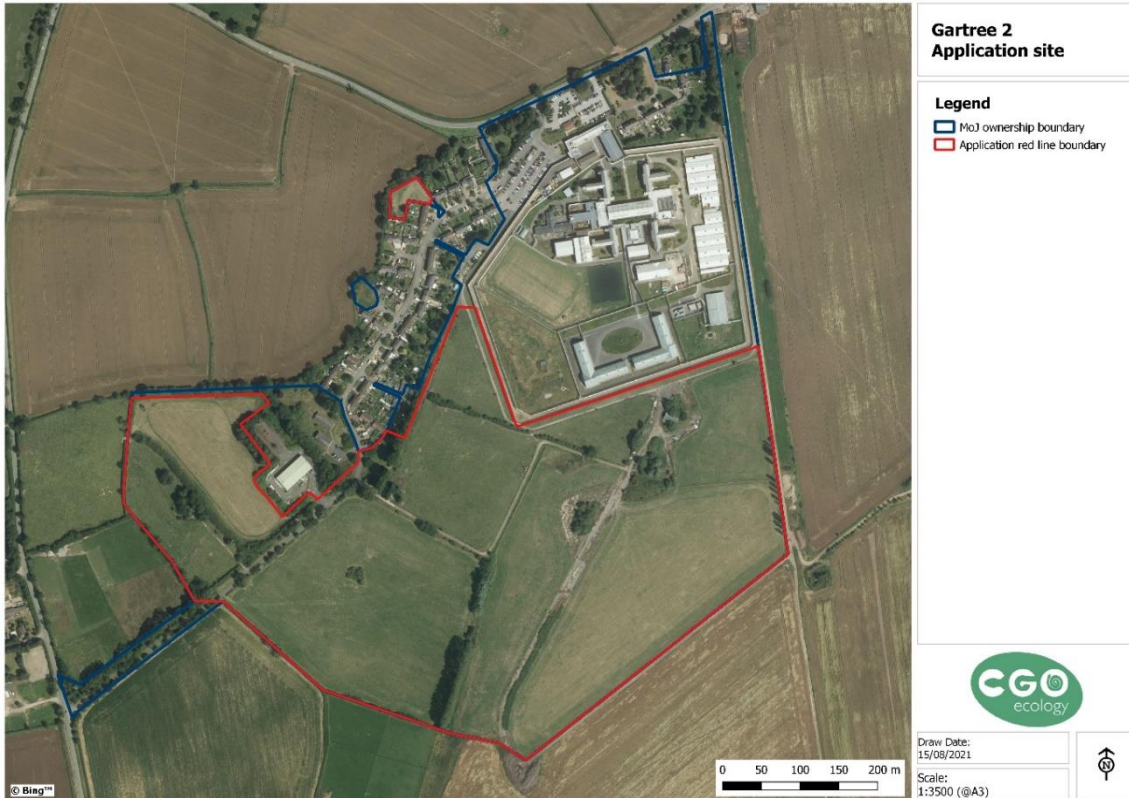 Gartree 2
Application site
Legend
MoJ ownership boundary
Application red line boundary
CGO
ecology
Draw Date:
15/08/2021
Scale:
1:3500 (@A3)
N
0 50 100 150 200 m
© Bing™